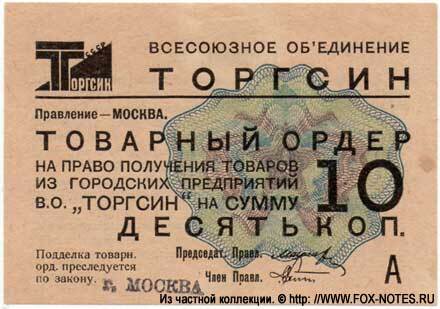 СССР
ТОРГСИН
ВСЕСОЮЗНОЕ ОБ'ЕДИНЕНИЕ
ТОРГСИН
Правление—МОСКВА.
ТОВАРНЫЙ ОРДЕР
НА ПРАВО ПОЛУЧЕНИЯ ТОВАРОВ
ИЗ ГОРОДСКИХ ПРЕДПРИЯТИЙ
В.О. „ТОРГСИН" НА СУММУ
10
ДЕСЯТЬ КОП.
Подделка товарн.
орд. преследуется
по закону.
Председат. Правл.
Член Правл.
А
г. МОСКВА
Из частной коллекции. © WWW.FOX-NOTES.RU